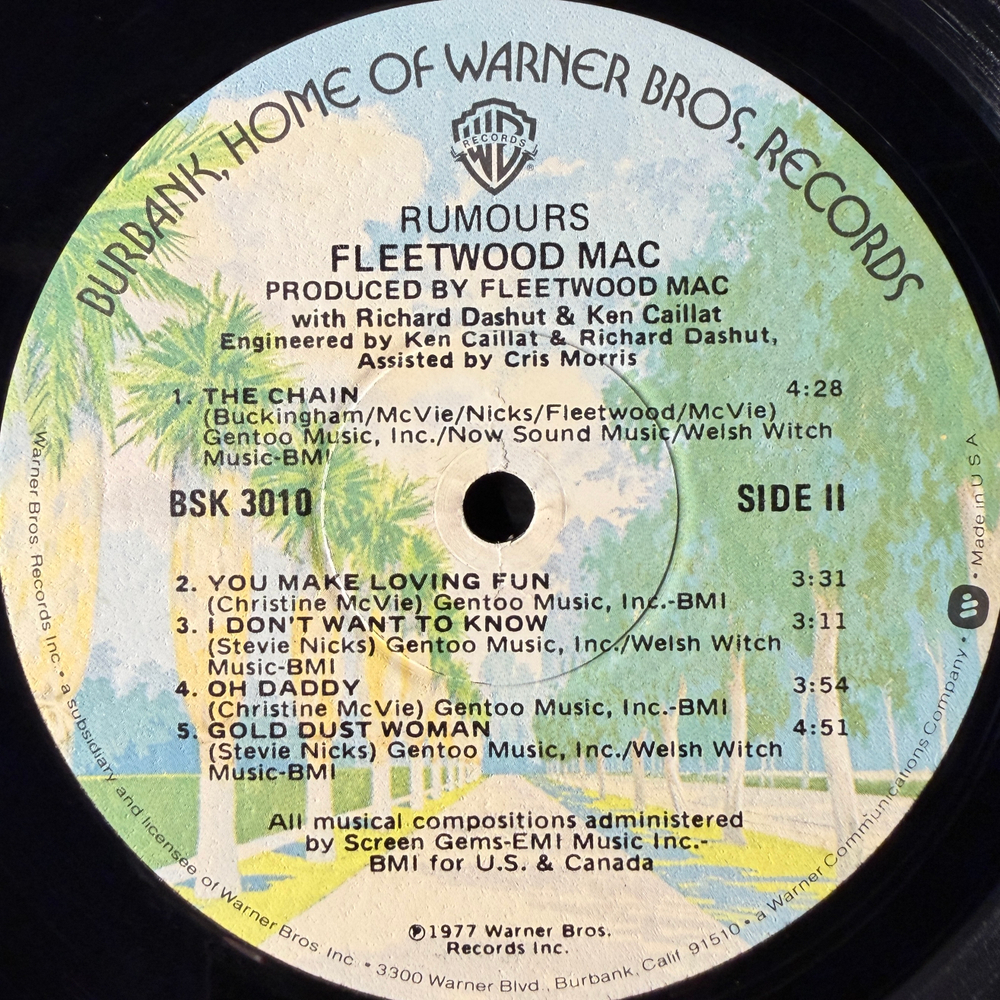 BURBANK, HOME OF WARNER BROS. RECORDS
WB
RECORDS
®
RUMOURS
FLEETWOOD MAC
PRODUCED BY FLEETWOOD MAC
with Richard Dashut & Ken Caillat
Engineered by Ken Caillat & Richard Dashut,
Assisted by Cris Morris
1. THE CHAIN 4:28
(Buckingham/McVie/Nicks/Fleetwood/McVie)
Gentoo Music, Inc./Now Sound Music/Welsh Witch
Music-BMI
BSK 3010 SIDE II
2. YOU MAKE LOVING FUN 3:31
(Christine McVie) Gentoo Music, Inc.-BMI
3. I DON'T WANT TO KNOW 3:11
(Stevie Nicks) Gentoo Music, Inc./Welsh Witch
Music-BMI
4. OH DADDY 3:54
(Christine McVie) Gentoo Music, Inc.-BMI
5. GOLD DUST WOMAN 4:51
(Stevie Nicks) Gentoo Music, Inc./Welsh Witch
Music-BMI
All musical compositions administered
by Screen Gems-EMI Music Inc.-
BMI for U.S. & Canada
℗1977 Warner Bros.
Records Inc.
Warner Bros. Records Inc. • a subsidiary and licensee of Warner Bros. Inc. • 3300 Warner Blvd., Burbank, Calif. 91510 • a Warner Communications Company • Made in U S A